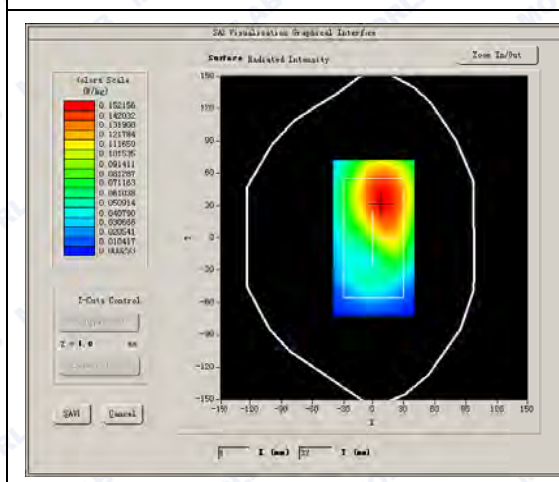 SAR Visualisation Graphical Interface
Surface Radiated Intensity
Zoom In/Out
Colors Scale
(W/kg)
0.152156
0.142032
0.131908
0.121784
0.111660
0.101535
0.091411
0.081287
0.071163
0.061038
0.050914
0.040790
0.030666
0.020541
0.010417
150
120
90
60
30
0
-30
-60
-90
-120
-150
Y
-150 -120 -90 -60 -30 0 30 60 90 120 150
X
Z-Cuts Control
Z = 4.0 mm
SAVE
Cancel
X (mm)
Y (mm)